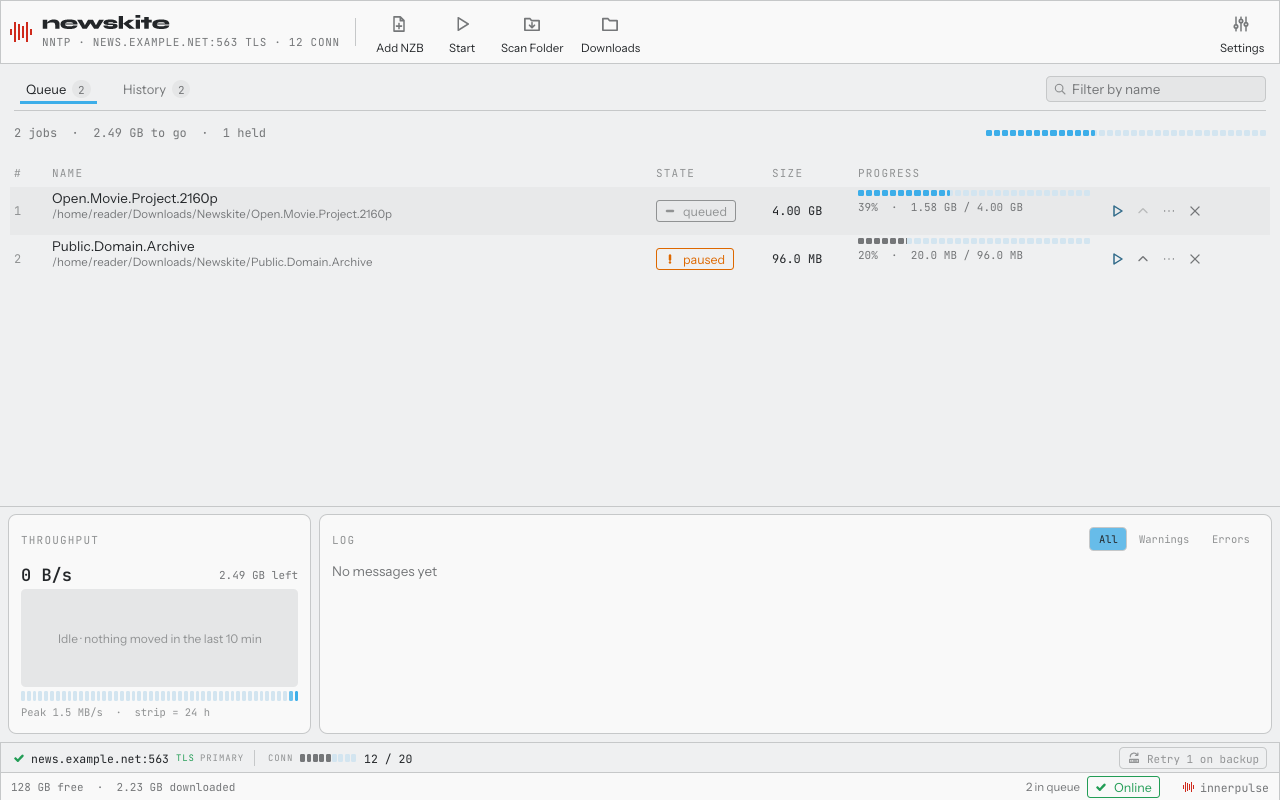 newskite
NNTP · NEWS.EXAMPLE.NET:563 TLS · 12 CONN
Add NZB
Start
Scan Folder
Downloads
Settings
Queue 2
History 2
Filter by name
2 jobs · 2.49 GB to go · 1 held
# NAME STATE SIZE PROGRESS
Open.Movie.Project.2160p
1 /home/reader/Downloads/Newskite/Open.Movie.Project.2160p queued 4.00 GB 39% · 1.58 GB / 4.00 GB
Public.Domain.Archive
2 /home/reader/Downloads/Newskite/Public.Domain.Archive paused 96.0 MB 20% · 20.0 MB / 96.0 MB
THROUGHPUT
0 B/s 2.49 GB left
Idle · nothing moved in the last 10 min
Peak 1.5 MB/s · strip = 24 h
LOG All Warnings Errors
No messages yet
news.example.net:563 TLS PRIMARY CONN 12 / 20 Retry 1 on backup
128 GB free · 2.23 GB downloaded 2 in queue Online innerpulse